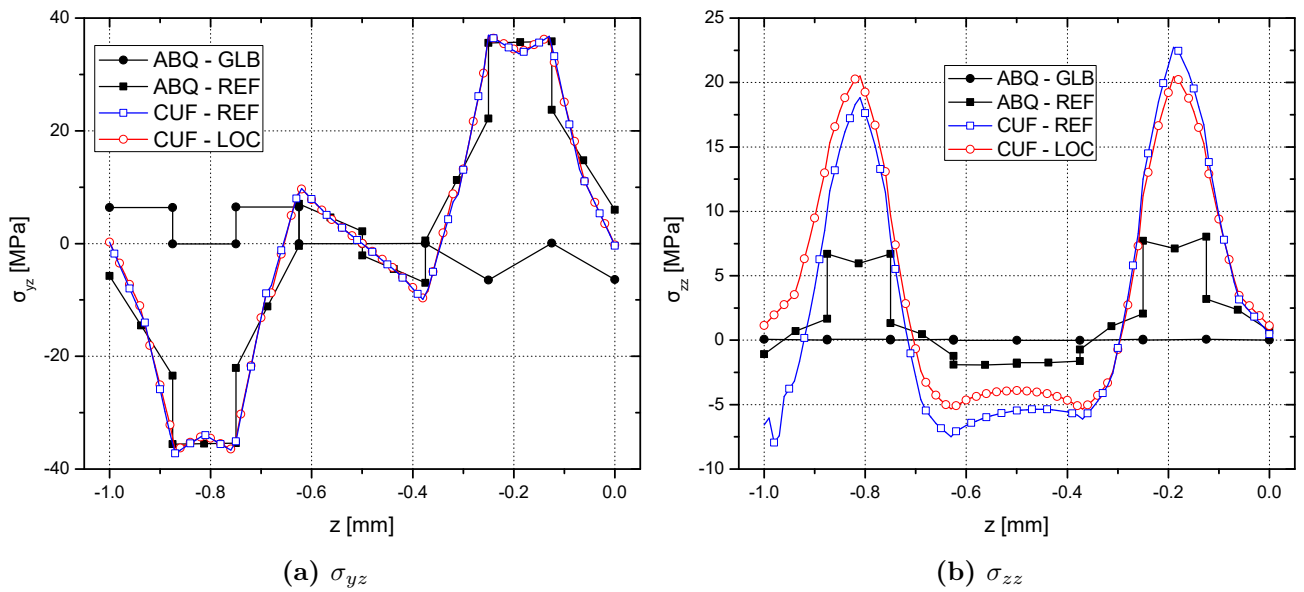 40
20
0
-20
-40
σyz [MPa]
ABQ - GLB
ABQ - REF
CUF - REF
CUF - LOC
-1.0 -0.8 -0.6 -0.4 -0.2 0.0
z [mm]
(a) σyz
25
20
15
10
5
0
-5
-10
σzz [MPa]
ABQ - GLB
ABQ - REF
CUF - REF
CUF - LOC
-1.0 -0.8 -0.6 -0.4 -0.2 0.0
z [mm]
(b) σzz